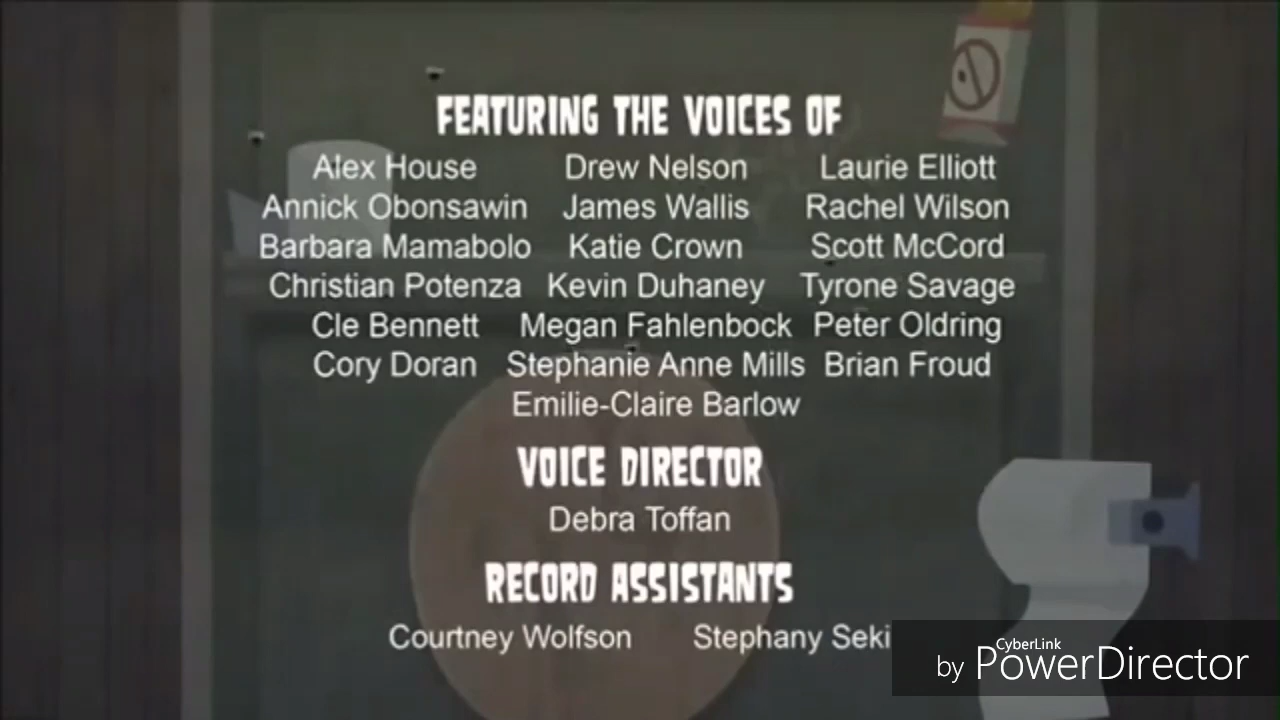 FEATURING THE VOICES OF
Alex House Drew Nelson Laurie Elliott
Annick Obonsawin James Wallis Rachel Wilson
Barbara Mamabolo Katie Crown Scott McCord
Christian Potenza Kevin Duhaney Tyrone Savage
Cle Bennett Megan Fahlenbock Peter Oldring
Cory Doran Stephanie Anne Mills Brian Froud
Emilie-Claire Barlow
VOICE DIRECTOR
Debra Toffan
RECORD ASSISTANTS
Courtney Wolfson Stephany Seki
CyberLink
by PowerDirector